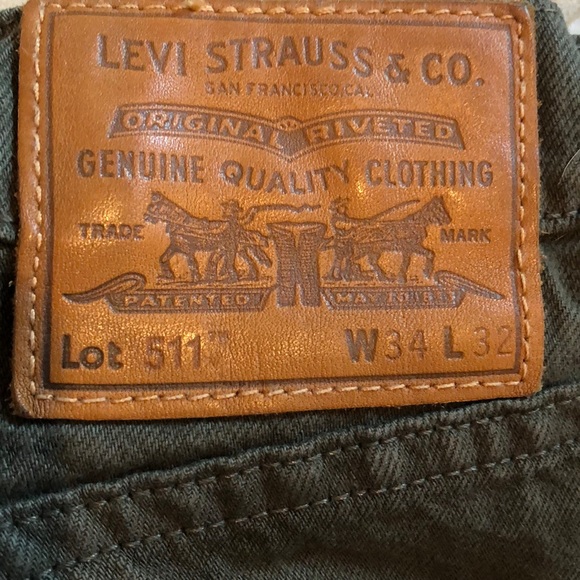 LEVI STRAUSS & CO.
SAN FRANCISCO, CAL.
ORIGINAL RIVETED
GENUINE QUALITY CLOTHING
TRADE MARK
PATENTED MAY 20 1873
Lot 511™ W34 L32